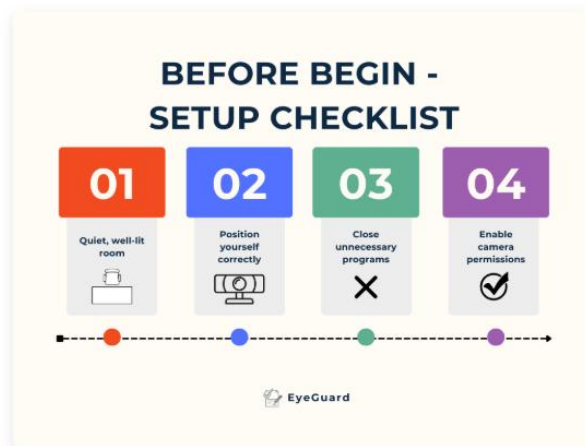 BEFORE BEGIN -
SETUP CHECKLIST
01
02
03
04
Quiet, well-lit
room
Position
yourself
correctly
Close
unnecessary
programs
Enable
camera
permissions
EyeGuard